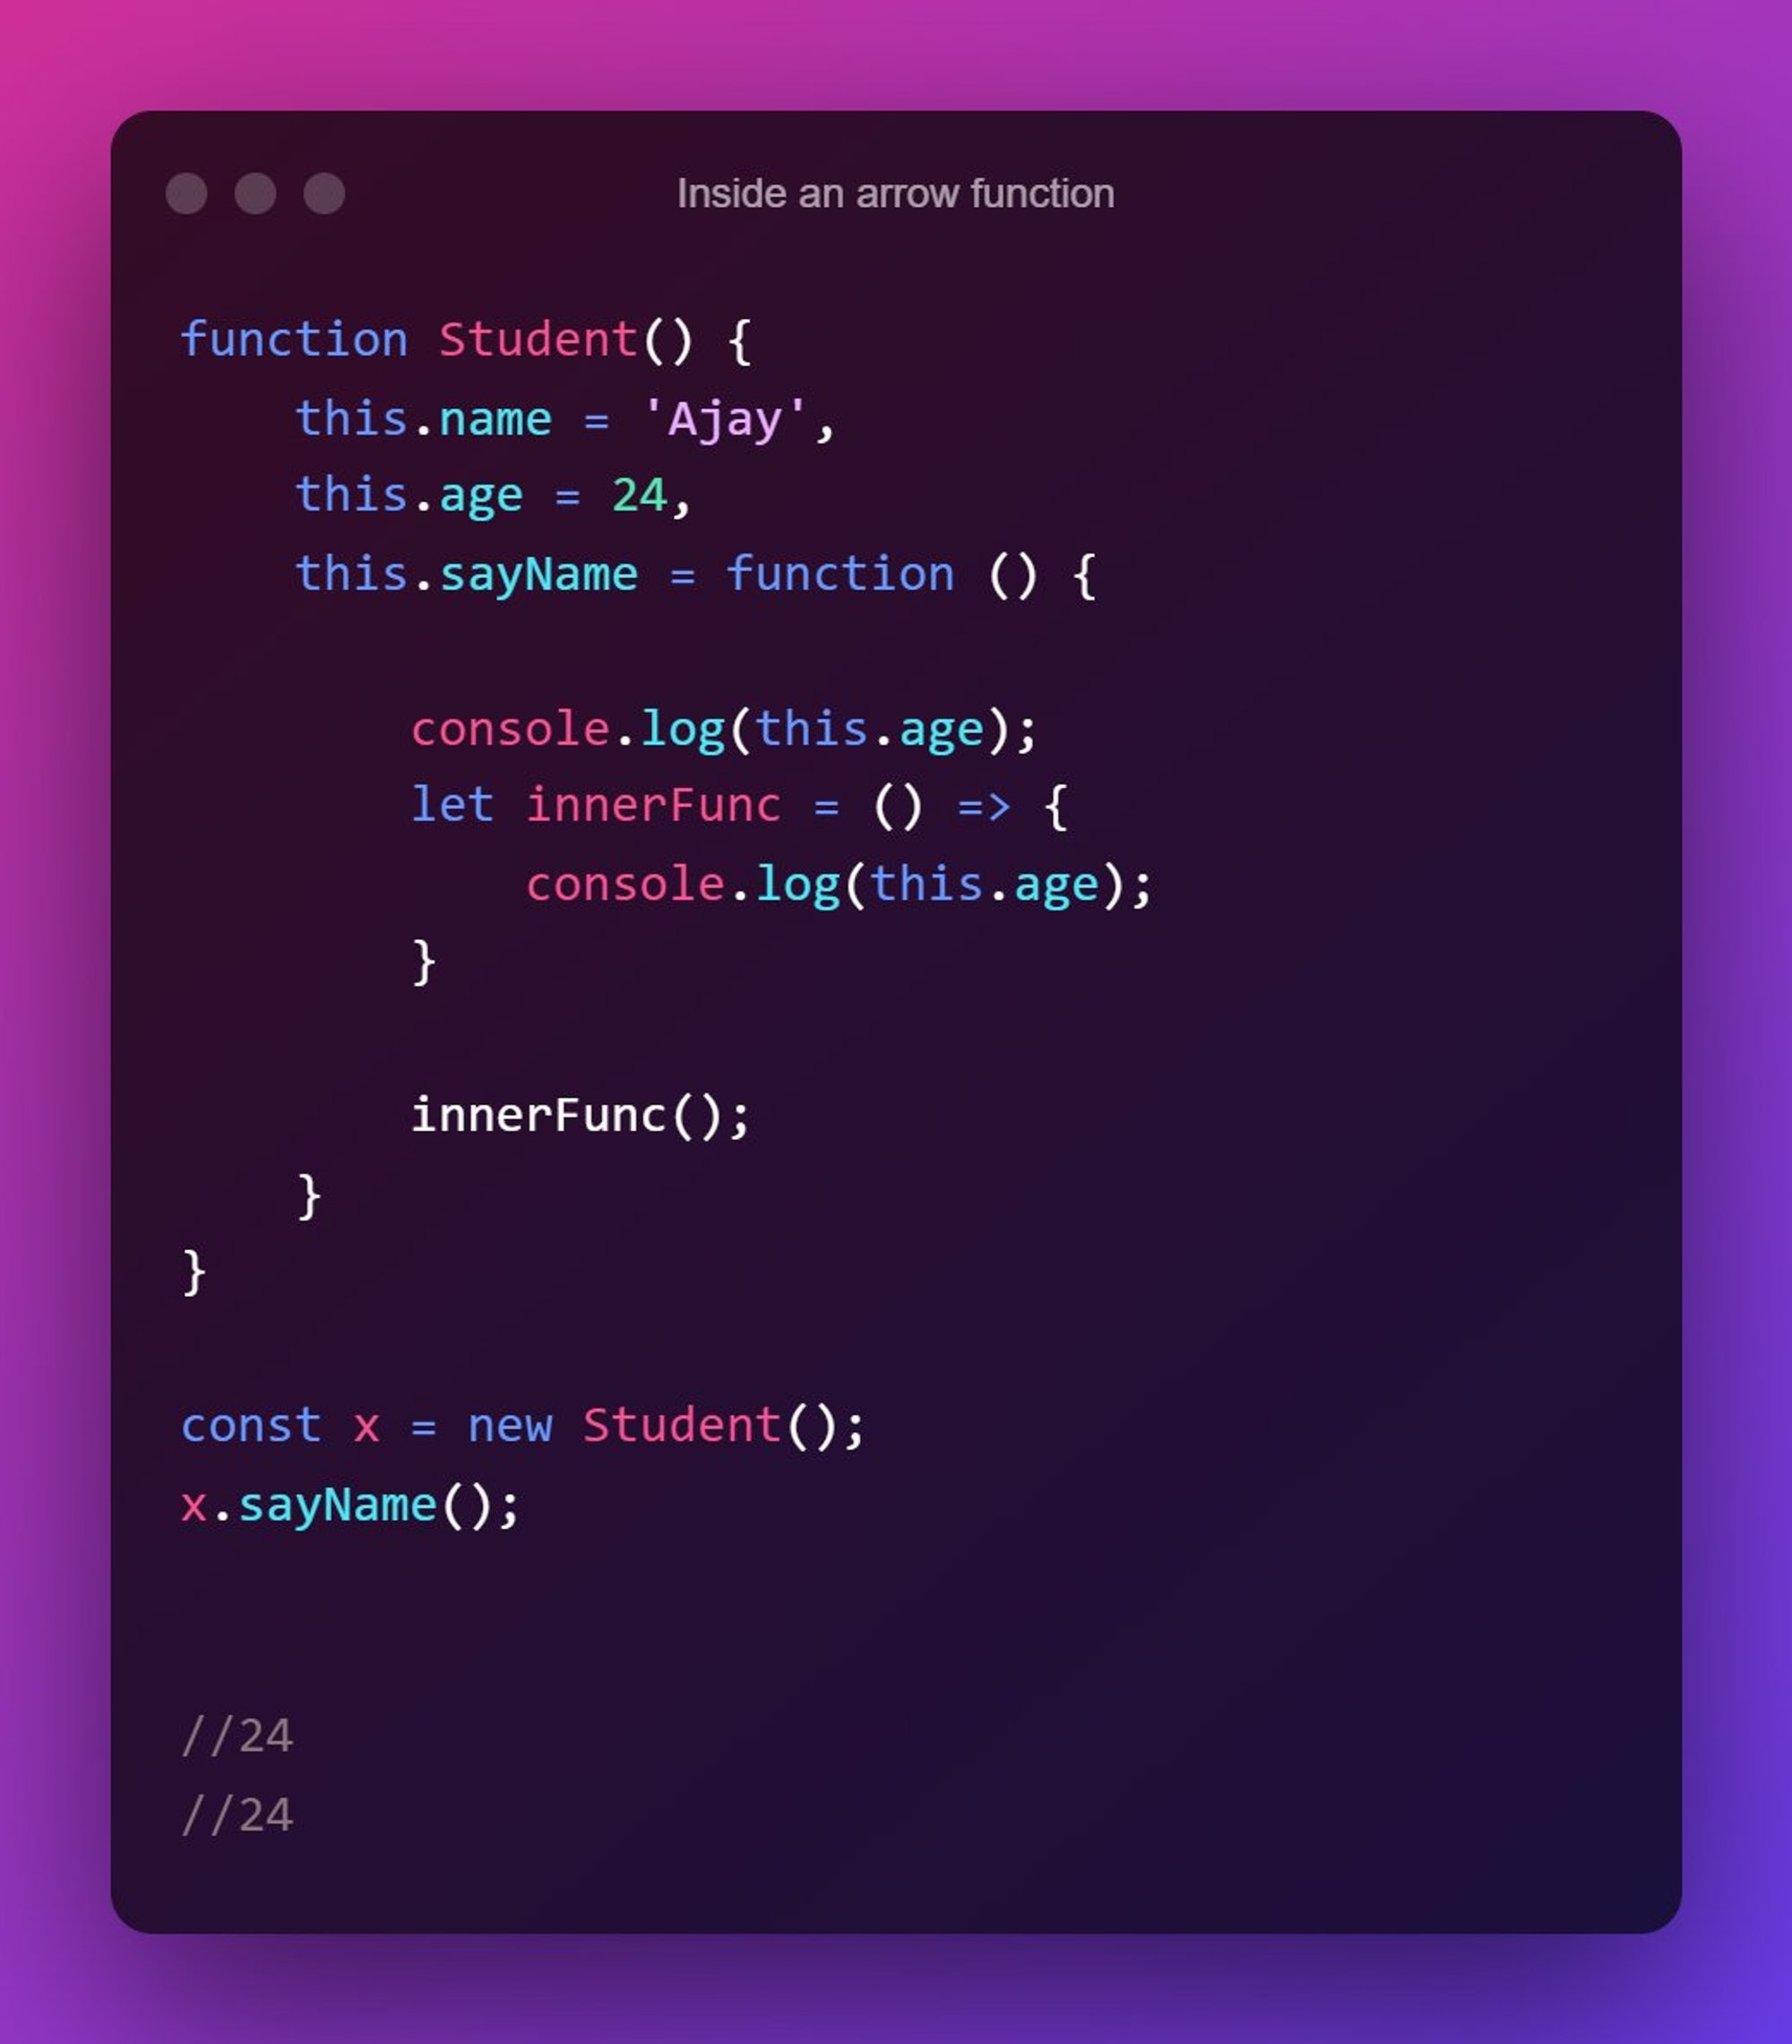 Inside an arrow function
function Student() {
    this.name = 'Ajay',
    this.age = 24,
    this.sayName = function () {
        console.log(this.age);
        let innerFunc = () => {
            console.log(this.age);
        }
        innerFunc();
    }
}
const x = new Student();
x.sayName();
//24
//24